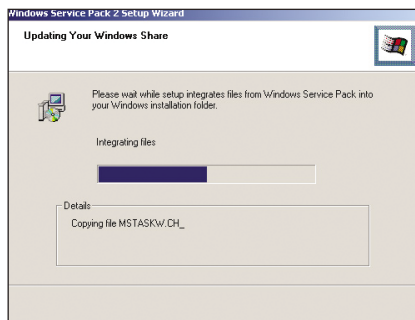 Windows Service Pack 2 Setup Wizard
Updating Your Windows Share
Please wait while setup integrates files from Windows Service Pack into
your Windows installation folder.
Integrating files
Details
Copying file MSTASKW.CH_